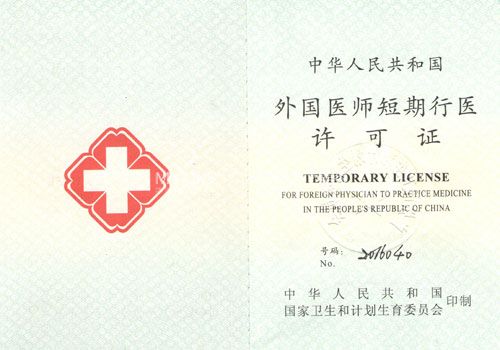 中华人民共和国
外国医师短期行医
许可证
TEMPORARY LICENSE
FOR FOREIGN PHYSICIAN TO PRACTICE MEDICINE
IN THE PEOPLE'S REPUBLIC OF CHINA
号码:
No. 2016040
中华人民共和国
国家卫生和计划生育委员会 印制